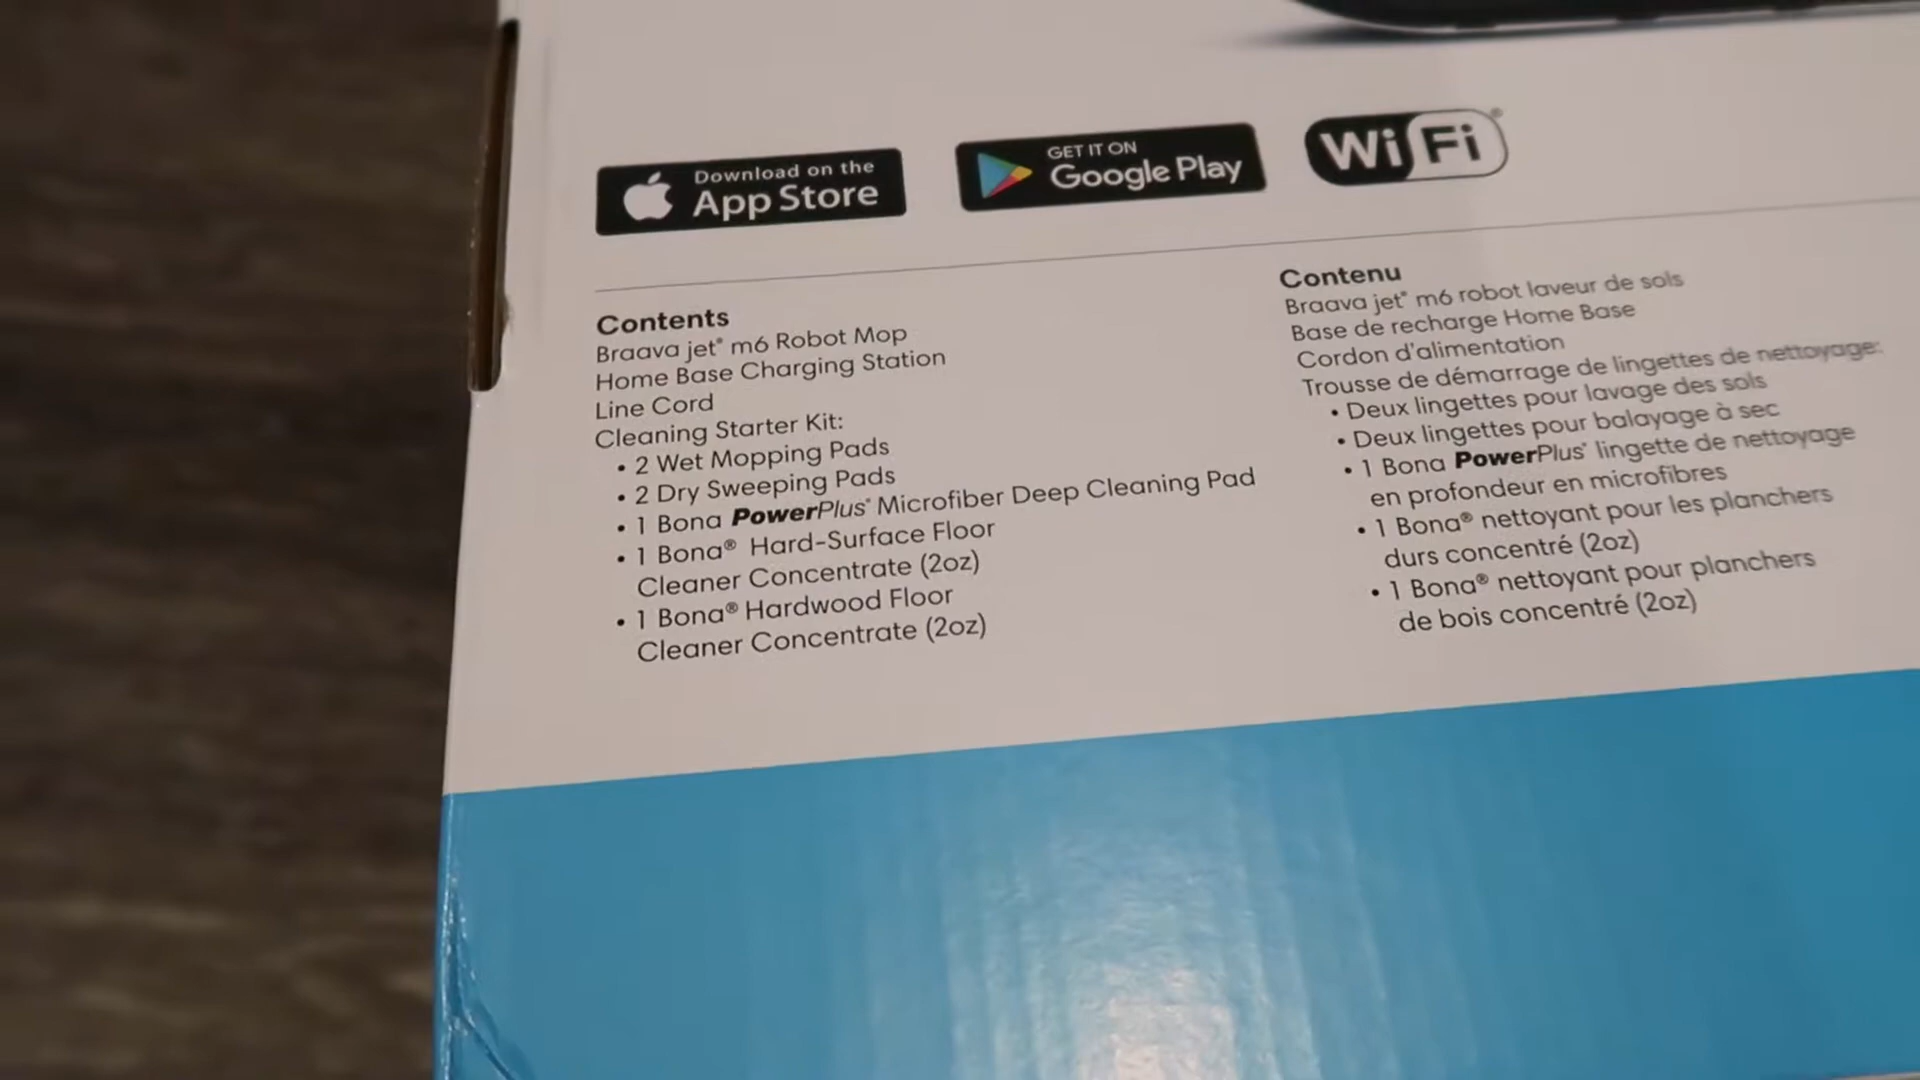 Download on the
App Store
GET IT ON
Google Play
WiFi®
Contents
Braava jet® m6 Robot Mop
Home Base Charging Station
Line Cord
Cleaning Starter Kit:
• 2 Wet Mopping Pads
• 2 Dry Sweeping Pads
• 1 Bona PowerPlus® Microfiber Deep Cleaning Pad
• 1 Bona® Hard-Surface Floor
Cleaner Concentrate (2oz)
• 1 Bona® Hardwood Floor
Cleaner Concentrate (2oz)
Contenu
Braava jet® m6 robot laveur de sols
Base de recharge Home Base
Cordon d'alimentation
Trousse de démarrage de lingettes de nettoyage:
• Deux lingettes pour lavage des sols
• Deux lingettes pour balayage à sec
• 1 Bona PowerPlus® lingette de nettoyage
en profondeur en microfibres
• 1 Bona® nettoyant pour les planchers
durs concentré (2oz)
• 1 Bona® nettoyant pour planchers
de bois concentré (2oz)